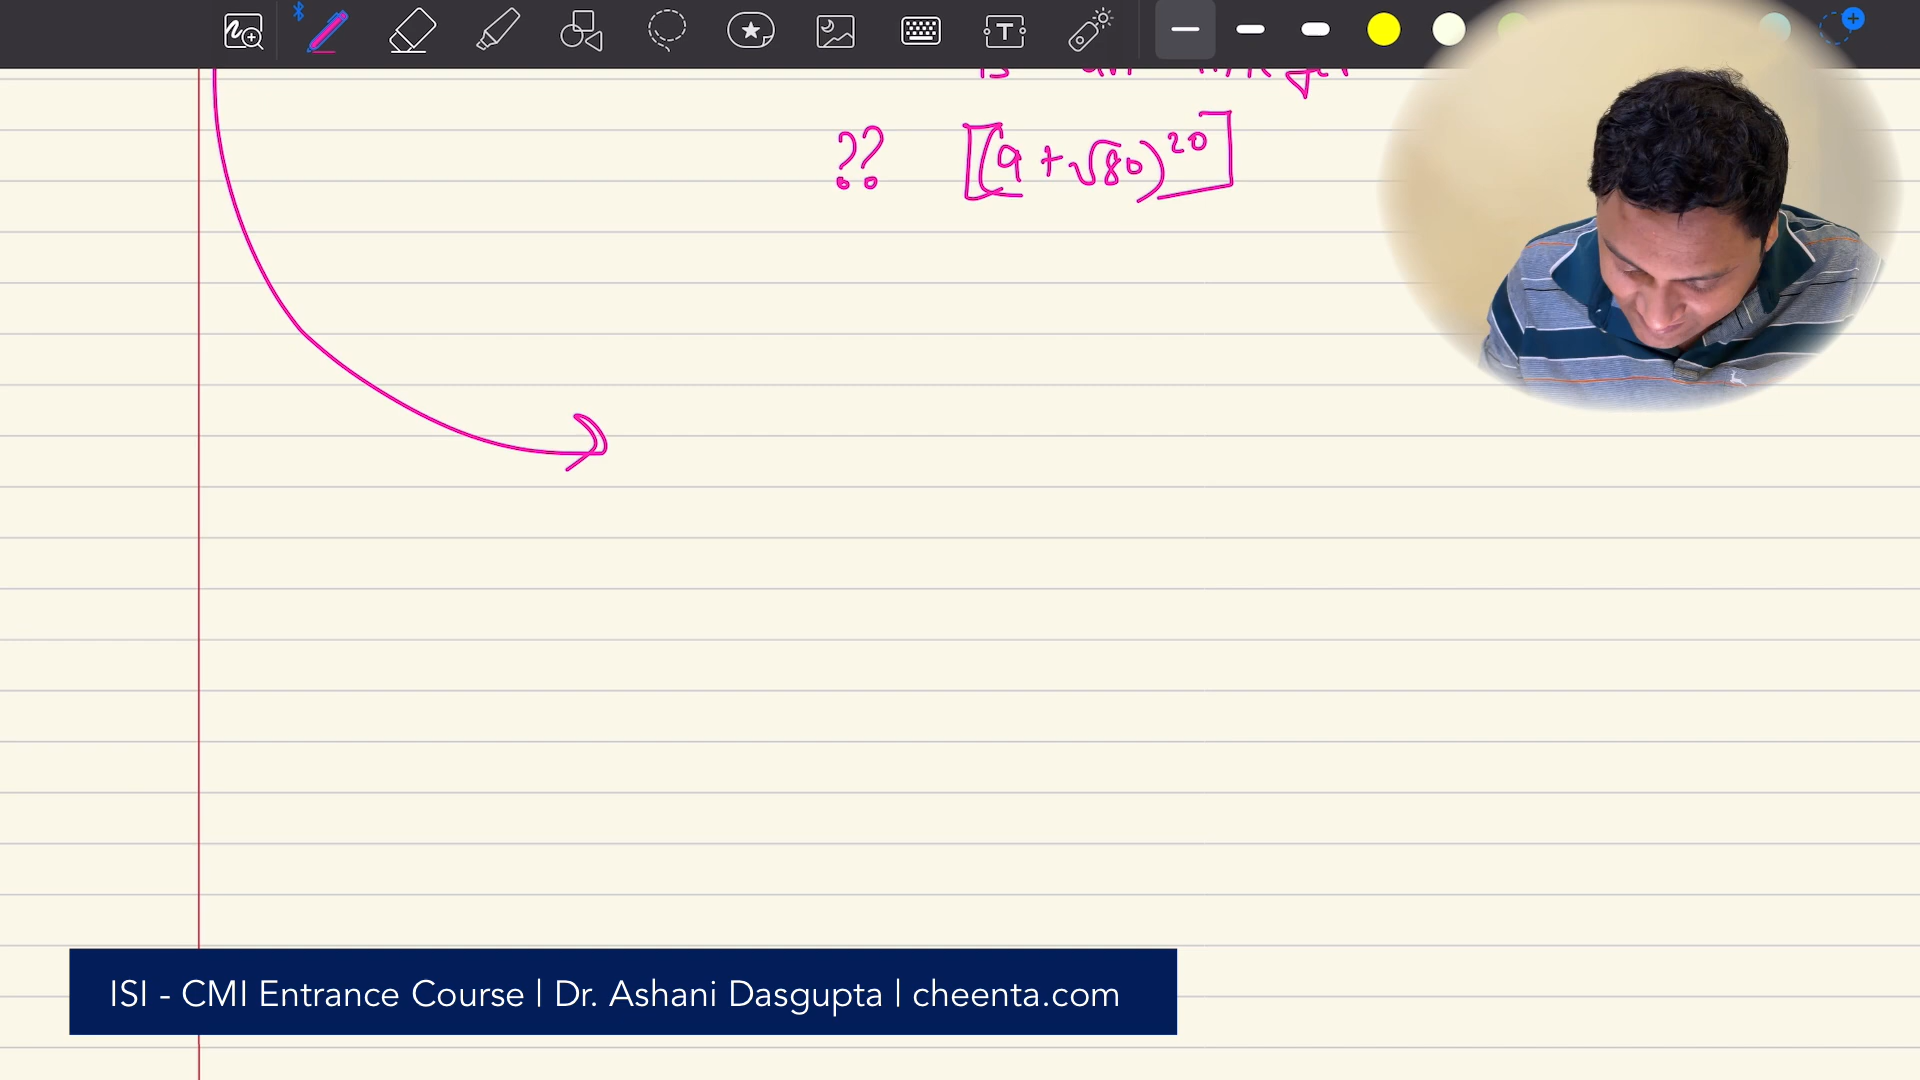 ?? [(9 + √80)²⁰]
ISI - CMI Entrance Course | Dr. Ashani Dasgupta | cheenta.com